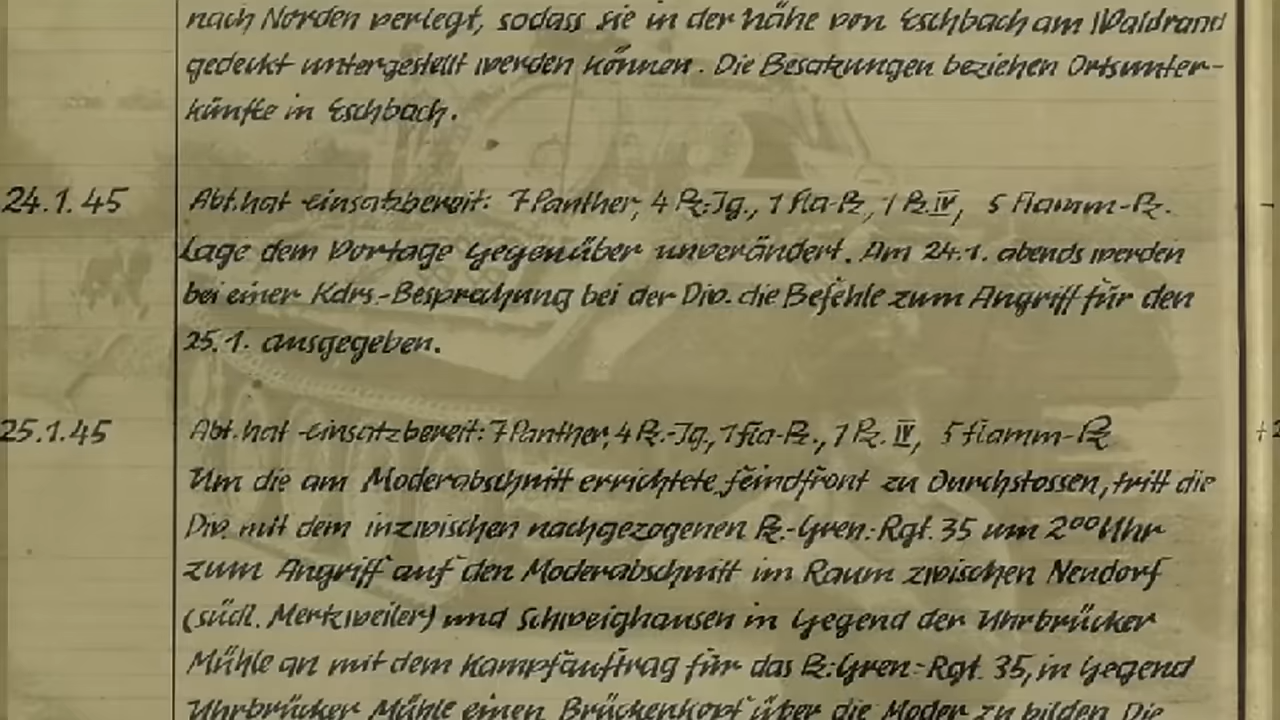 nach Norden verlegt, sodass sie in der Nähe von Eschbach am Waldrand
gedeckt untergestellt werden können. Die Besatzungen beziehen Ortsunter-
künfte in Eschbach.
24.1.45 Abt. hat einsatzbereit: 7 Panther, 4 Pz.-Jg., 1 Fla-Pz, 1 Pz.IV, 5 Flamm-Pz.
Lage dem Vortage gegenüber unverändert. Am 24.1. abends werden
bei einer Kdrs.-Besprechung bei der Div. die Befehle zum Angriff für den
25.1. ausgegeben.
25.1.45 Abt. hat einsatzbereit: 7 Panther, 4 Pz.-Jg., 1 Fla-Pz., 1 Pz. IV, 5 Flamm-Pz
Um die am Moderabschnitt errichtete Feindfront zu durchstossen, tritt die
Div. mit dem inzwischen nachgezogenen Pz.-Gren.-Rgt. 35 um 2⁰⁰ Uhr
zum Angriff auf den Moderabschnitt im Raum zwischen Neudorf
(südl. Mertzweiler) und Schweighausen in Gegend der Uhrbrücker
Mühle an mit dem Kampfauftrag für das Pz.-Gren.-Rgt. 35, in Gegend
Uhrbrücker Mühle einen Brückenkopf über die Moder zu bilden. Die